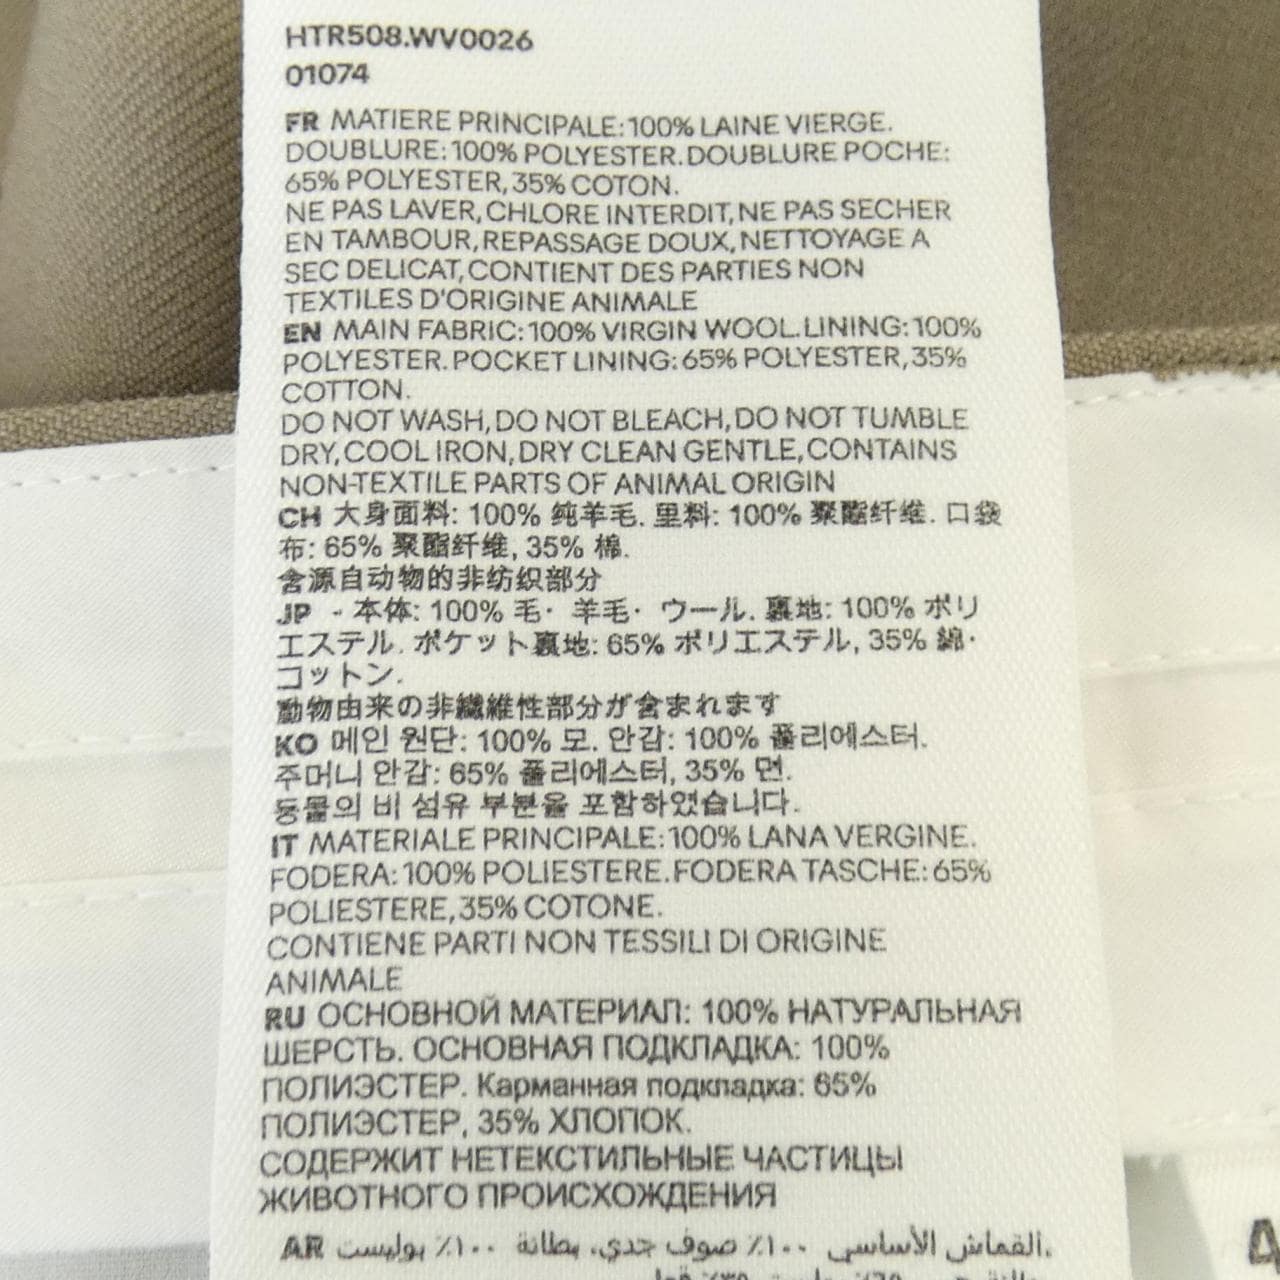 HTR508.WV0026
01074
FR MATIERE PRINCIPALE:100% LAINE VIERGE.
DOUBLURE:100% POLYESTER.DOUBLURE POCHE:
65% POLYESTER,35% COTON.
NE PAS LAVER,CHLORE INTERDIT,NE PAS SECHER
EN TAMBOUR,REPASSAGE DOUX,NETTOYAGE A
SEC DELICAT,CONTIENT DES PARTIES NON
TEXTILES D'ORIGINE ANIMALE
EN MAIN FABRIC:100% VIRGIN WOOL.LINING:100%
POLYESTER.POCKET LINING:65% POLYESTER,35%
COTTON.
DO NOT WASH,DO NOT BLEACH,DO NOT TUMBLE
DRY,COOL IRON,DRY CLEAN GENTLE,CONTAINS
NON-TEXTILE PARTS OF ANIMAL ORIGIN
CH 大身面料: 100% 纯羊毛. 里料: 100% 聚酯纤维. 口袋
布: 65% 聚酯纤维, 35% 棉.
含源自动物的非纺织部分
JP - 本体: 100% 毛· 羊毛· ウール. 裏地: 100% ポリ
エステル. ポケット裏地: 65% ポリエステル, 35% 綿·
コットン.
動物由来の非繊維性部分が含まれます
KO 메인 원단: 100% 모. 안감: 100% 폴리에스터.
주머니 안감: 65% 폴리에스터, 35% 면.
동물의 비 섬유 부분을 포함하였습니다.
IT MATERIALE PRINCIPALE:100% LANA VERGINE.
FODERA:100% POLIESTERE.FODERA TASCHE:65%
POLIESTERE,35% COTONE.
CONTIENE PARTI NON TESSILI DI ORIGINE
ANIMALE
RU ОСНОВНОЙ МАТЕРИАЛ: 100% НАТУРАЛЬНАЯ
ШЕРСТЬ. ОСНОВНАЯ ПОДКЛАДКА: 100%
ПОЛИЭСТЕР. Карманная подкладка: 65%
ПОЛИЭСТЕР, 35% ХЛОПОК.
СОДЕРЖИТ НЕТЕКСТИЛЬНЫЕ ЧАСТИЦЫ
ЖИВОТНОГО ПРОИСХОЖДЕНИЯ
AR القماش الأساسي ١٠٠٪ صوف جدي، بطانة ١٠٠٪ بوليست.